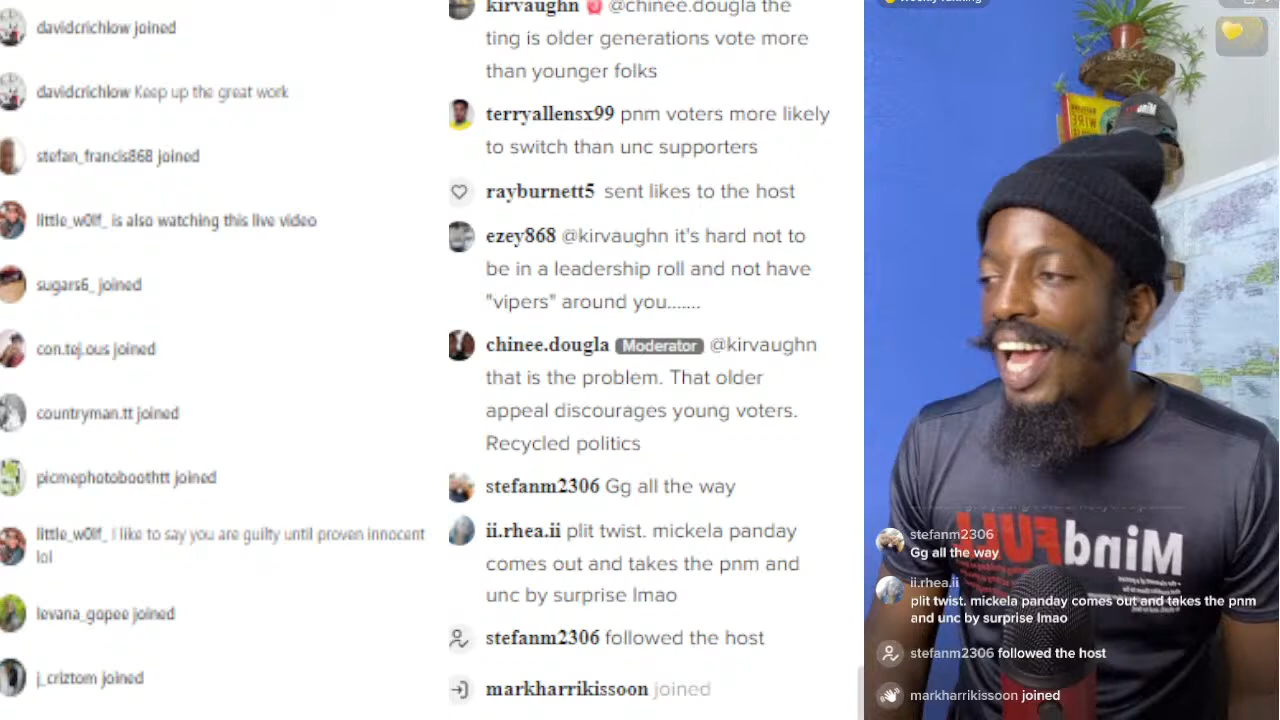 davidcrichlow joined
davidcrichlow Keep up the great work
stefan_francis868 joined
little_w0lf_ is also watching this live video
sugars6_ joined
con.tej.ous joined
countryman.tt joined
picmephotoboothtt joined
little_w0lf_ I like to say you are guilty until proven innocent
lol
levana_gopee joined
j_criztom joined
kirvaughn @chinee.dougla the
ting is older generations vote more
than younger folks
terryallensx99 pnm voters more likely
to switch than unc supporters
rayburnett5 sent likes to the host
ezey868 @kirvaughn it's hard not to
be in a leadership roll and not have
"vipers" around you.......
chinee.dougla Moderator @kirvaughn
that is the problem. That older
appeal discourages young voters.
Recycled politics
stefanm2306 Gg all the way
ii.rhea.ii plit twist. mickela panday
comes out and takes the pnm and
unc by surprise lmao
stefanm2306 followed the host
markharrikissoon joined
MindFULL
stefanm2306
Gg all the way
ii.rhea.ii
plit twist. mickela panday comes out and takes the pnm
and unc by surprise lmao
stefanm2306 followed the host
markharrikissoon joined